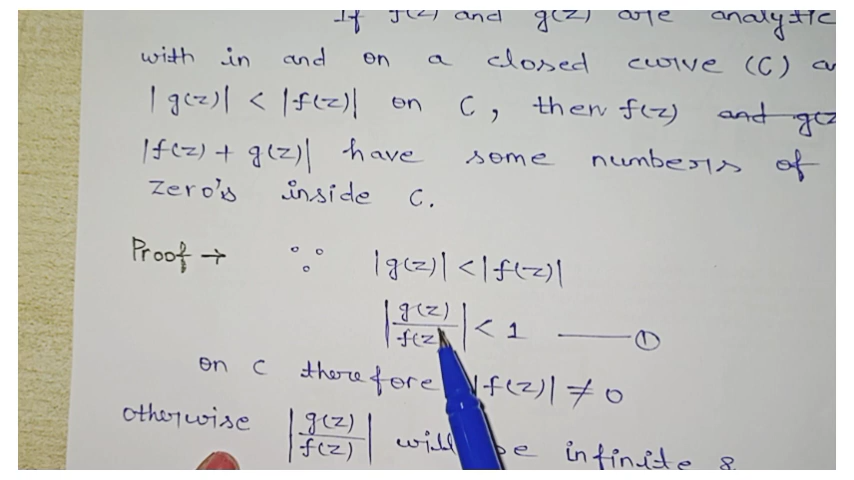 If f(z) and g(z) are analytic
with in and on a closed curve (C) a
|g(z)| < |f(z)| on C, then f(z) and g(z
|f(z) + g(z)| have some numbers of
Zero's inside C.
Proof → ∵ |g(z)| < |f(z)|
|g(z)/f(z)| < 1 —— ①
on C therefore |f(z)| ≠ 0
otherwise |g(z)/f(z)| will be infinite &